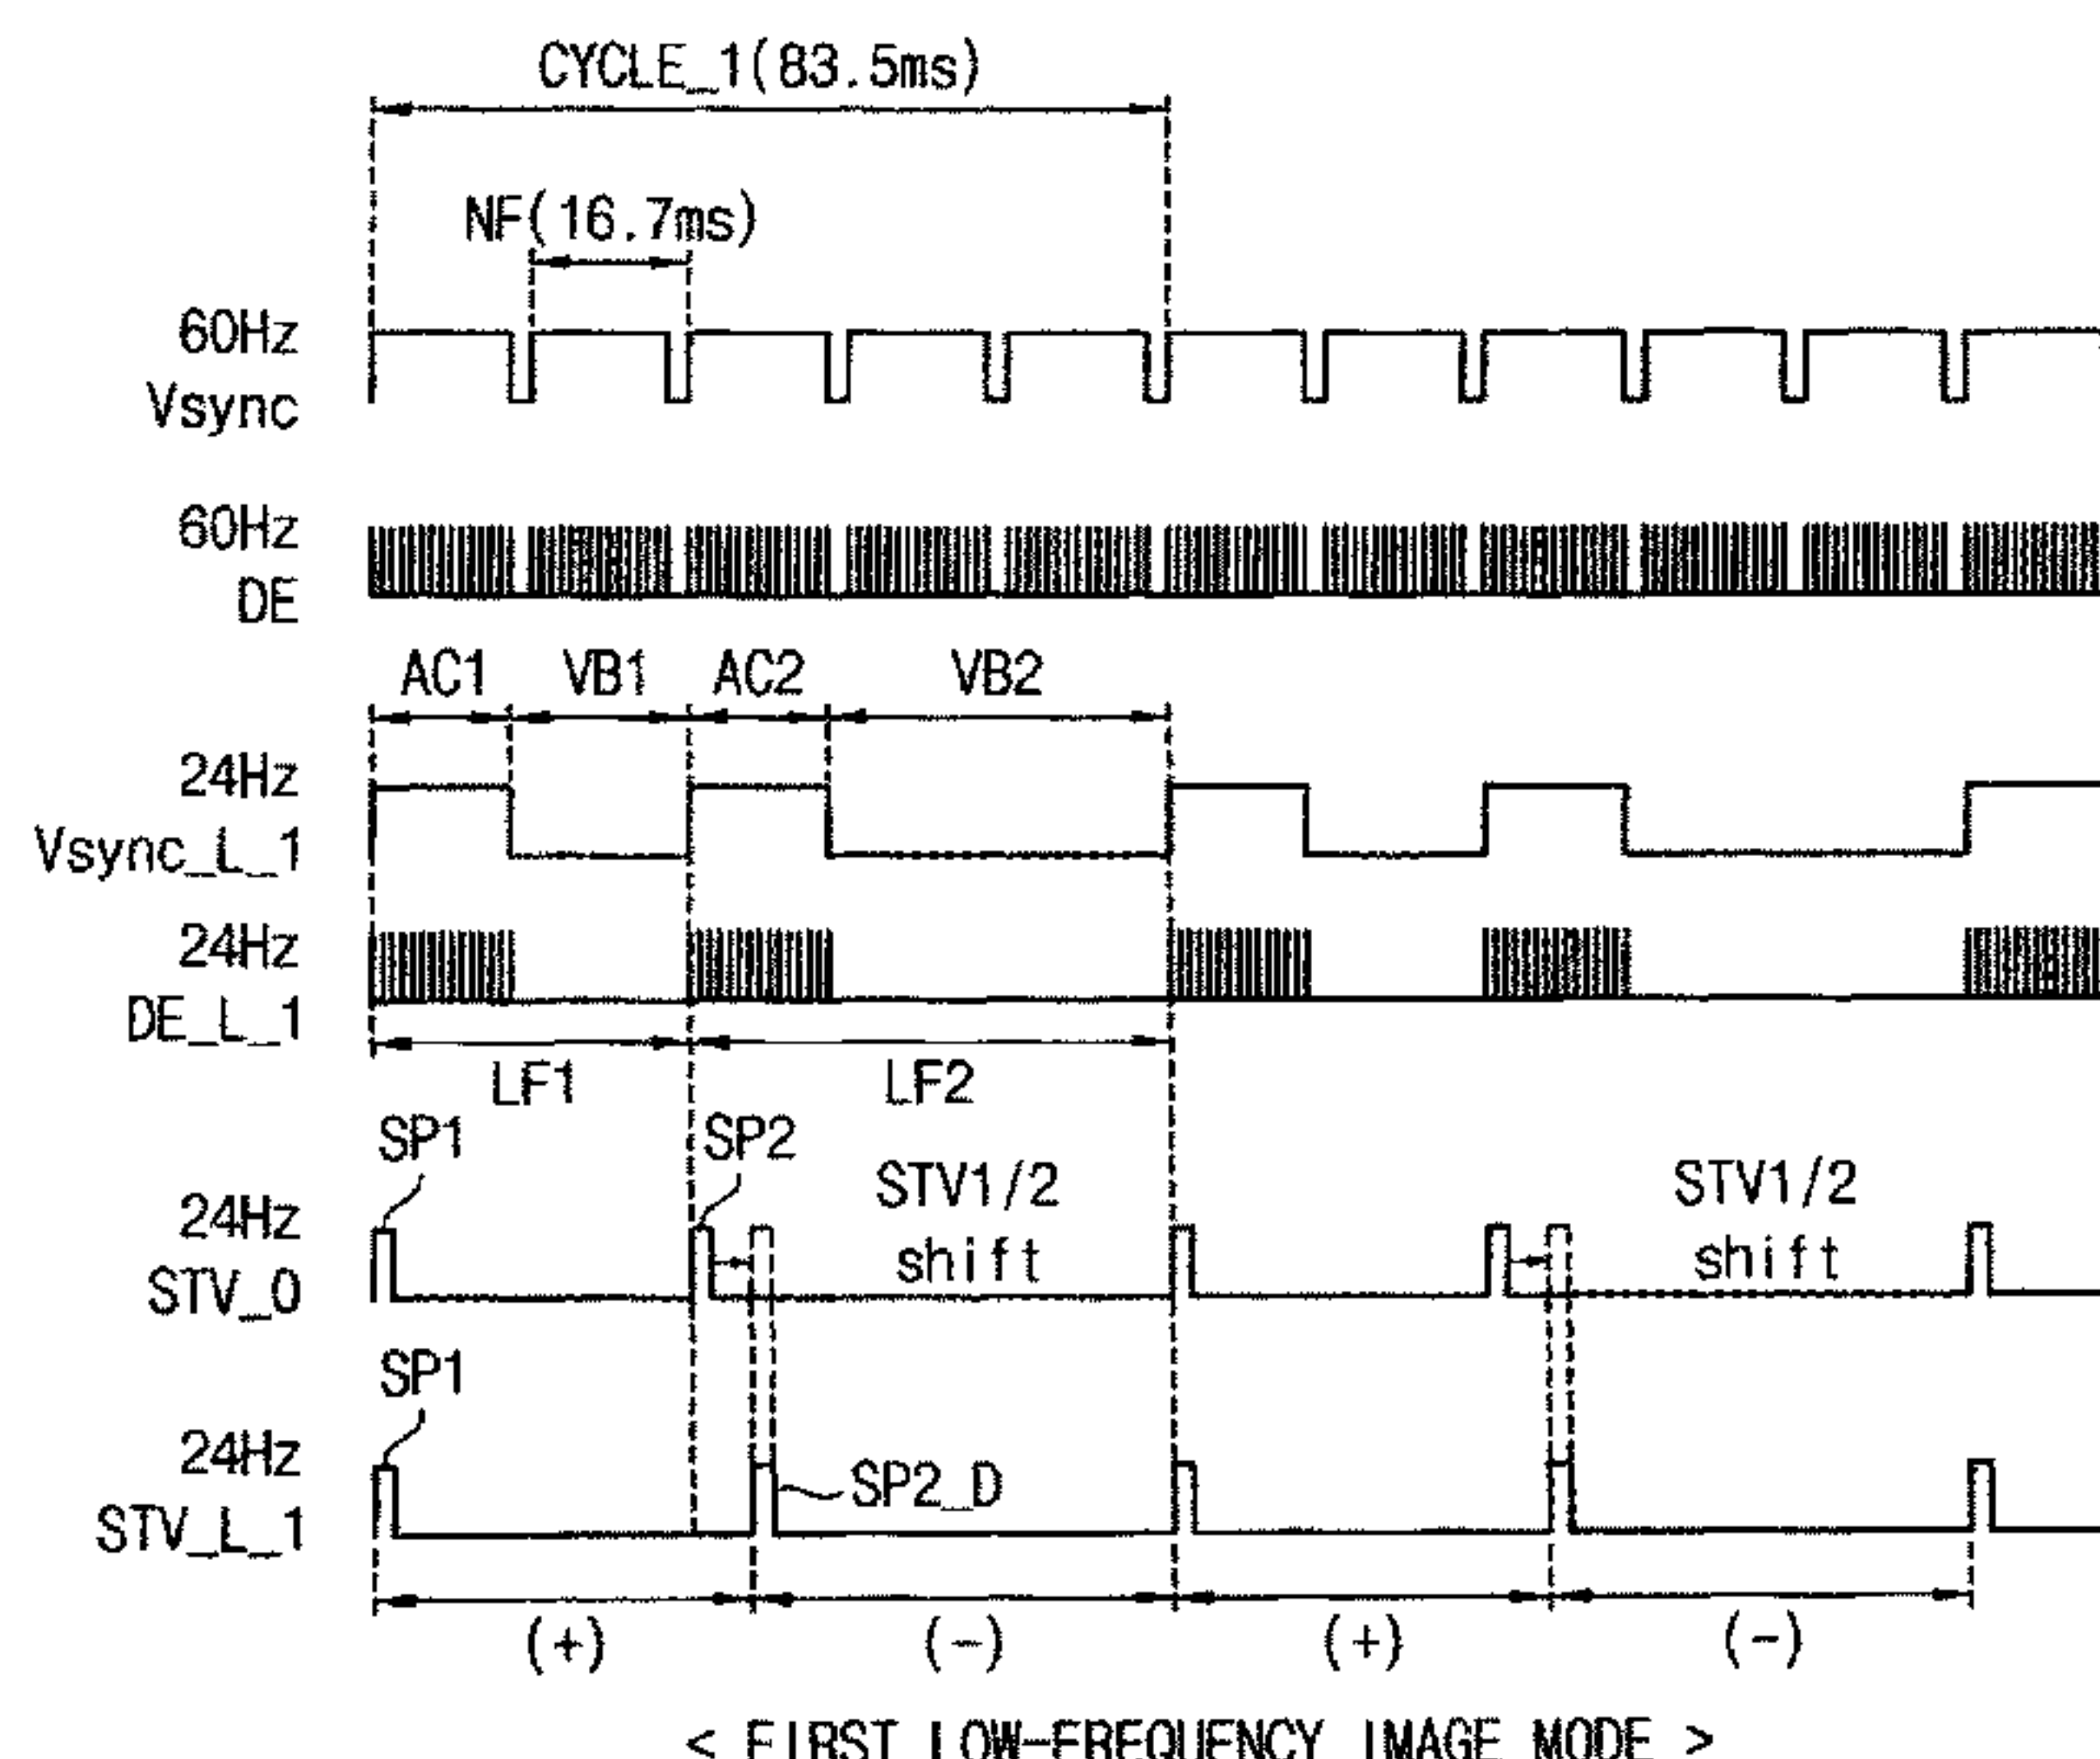 CYCLE_1(83.5ms)
NF(16.7ms)
60Hz
Vsync
60Hz
DE
AC1 VB1 AC2 VB2
24Hz
Vsync_L_1
24Hz
DE_L_1
LF1 LF2
SP1 SP2
STV1/2
shift
STV1/2
shift
24Hz
STV_0
SP1
24Hz
STV_L_1
SP2_D
(+) (-) (+) (-)
< FIRST LOW-FREQUENCY IMAGE MODE >